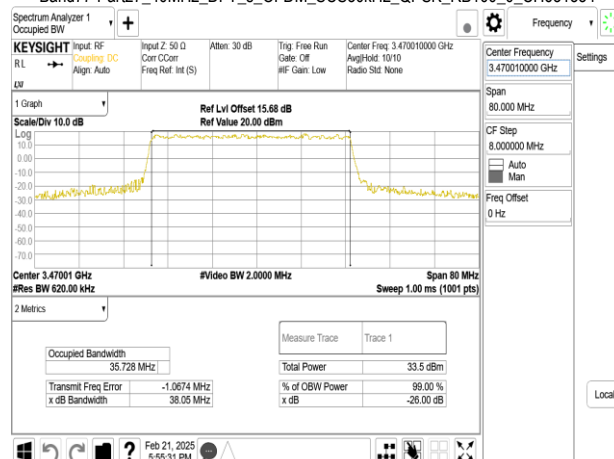 Spectrum Analyzer 1
Occupied BW
Frequency
KEYSIGHT
Input: RF
Input Z: 50 Ω
Atten: 30 dB
Trig: Free Run
Center Freq: 3.470010000 GHz
RL
Coupling: DC
Corr CCorr
Gate: Off
Avg|Hold: 10/10
Align: Auto
Freq Ref: Int (S)
#IF Gain: Low
Radio Std: None
LXI
Center Frequency
3.470010000 GHz
Settings
Span
80.000 MHz
CF Step
8.000000 MHz
Auto
Man
Freq Offset
0 Hz
1 Graph
Ref Lvl Offset 15.68 dB
Scale/Div 10.0 dB
Ref Value 20.00 dBm
Log
10.0
0.00
-10.0
-20.0
-30.0
-40.0
-50.0
-60.0
-70.0
Center 3.47001 GHz
#Video BW 2.0000 MHz
Span 80 MHz
#Res BW 620.00 kHz
Sweep 1.00 ms (1001 pts)
2 Metrics
Measure Trace
Trace 1
Occupied Bandwidth
35.728 MHz
Total Power
33.5 dBm
Transmit Freq Error
-1.0674 MHz
% of OBW Power
99.00 %
x dB Bandwidth
38.05 MHz
x dB
-26.00 dB
Local
Feb 21, 2025
5:55:31 PM